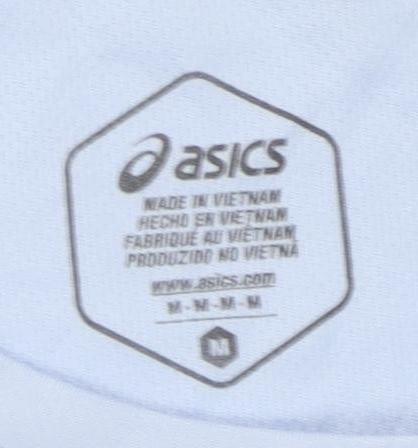 asics
MADE IN VIETNAM
HECHO EN VIETNAM
FABRIQUÉ AU VIETNAM
PRODUZIDO NO VIETNÃ
www.asics.com
M - M - M - M
M